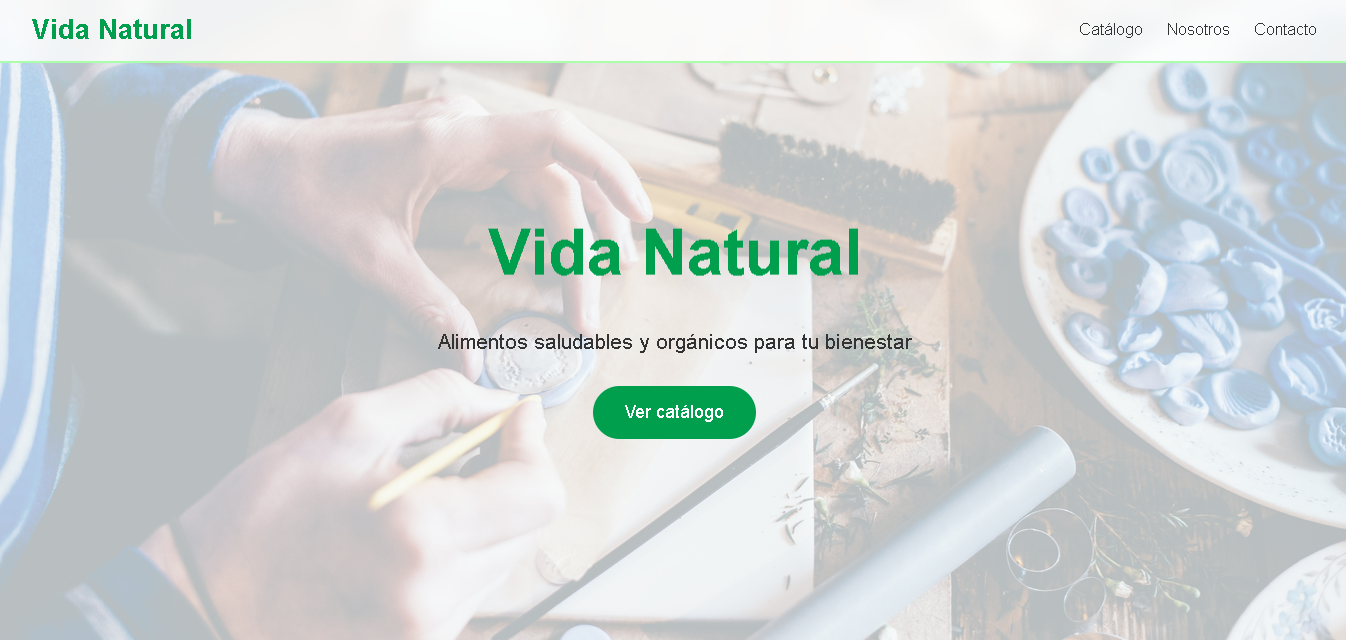 Vida Natural
Catálogo Nosotros Contacto
Vida Natural
Alimentos saludables y orgánicos para tu bienestar
Ver catálogo